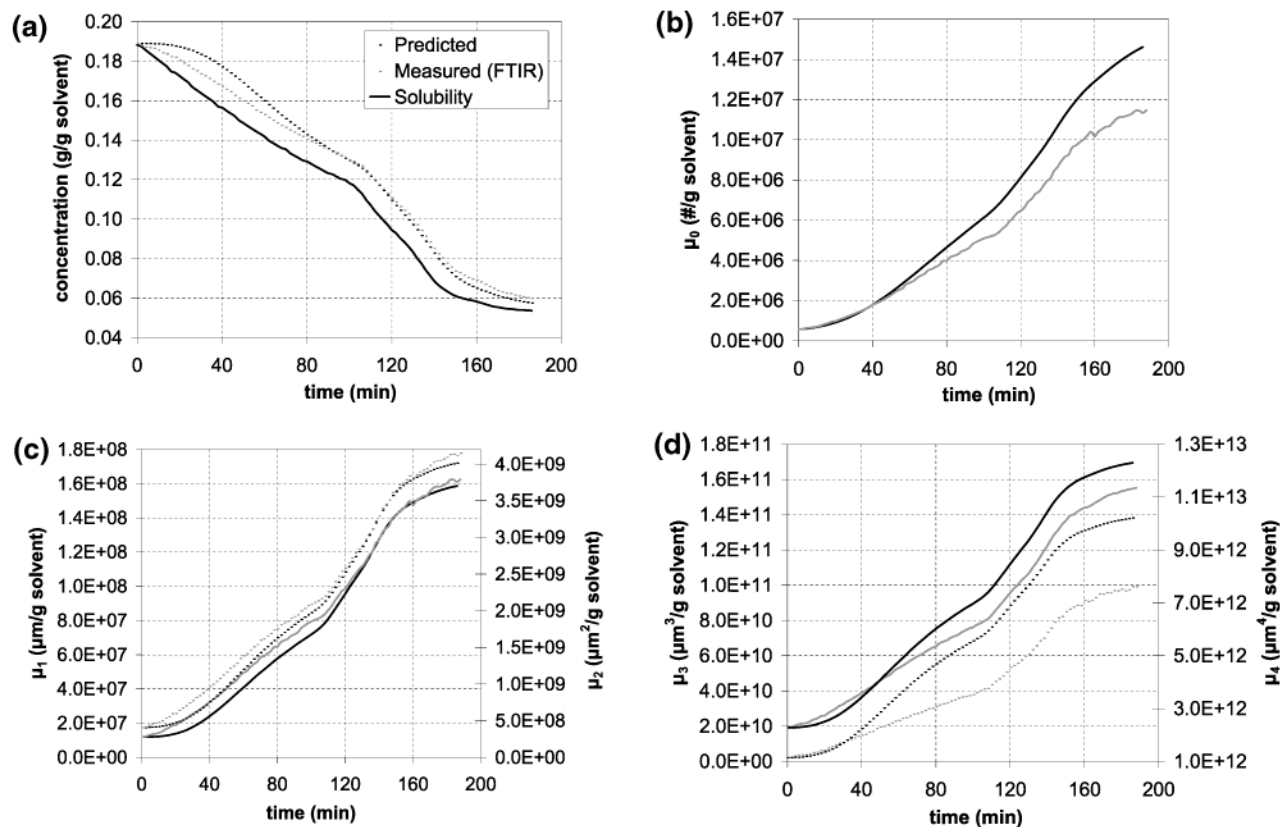 (a)
0.20
0.18
0.16
0.14
0.12
0.10
0.08
0.06
0.04
concentration (g/g solvent)
Predicted
Measured (FTIR)
Solubility
0 40 80 120 160 200
time (min)
(b)
1.6E+07
1.4E+07
1.2E+07
1.0E+07
8.0E+06
6.0E+06
4.0E+06
2.0E+06
0.0E+00
μ₀ (#/g solvent)
0 40 80 120 160 200
time (min)
(c)
1.8E+08
1.6E+08
1.4E+08
1.2E+08
1.0E+08
8.0E+07
6.0E+07
4.0E+07
2.0E+07
0.0E+00
μ₁ (μm/g solvent)
4.0E+09
3.5E+09
3.0E+09
2.5E+09
2.0E+09
1.5E+09
9.0E+08
4.0E+08
0.0E+00
μ₂ (μm²/g solvent)
0 40 80 120 160 200
time (min)
(d)
1.8E+11
1.6E+11
1.4E+11
1.2E+11
1.0E+11
8.0E+10
6.0E+10
4.0E+10
2.0E+10
0.0E+00
μ₃ (μm³/g solvent)
1.3E+13
1.1E+13
9.0E+12
7.0E+12
5.0E+12
3.0E+12
1.0E+12
μ₄ (μm⁴/g solvent)
0 40 80 120 160 200
time (min)